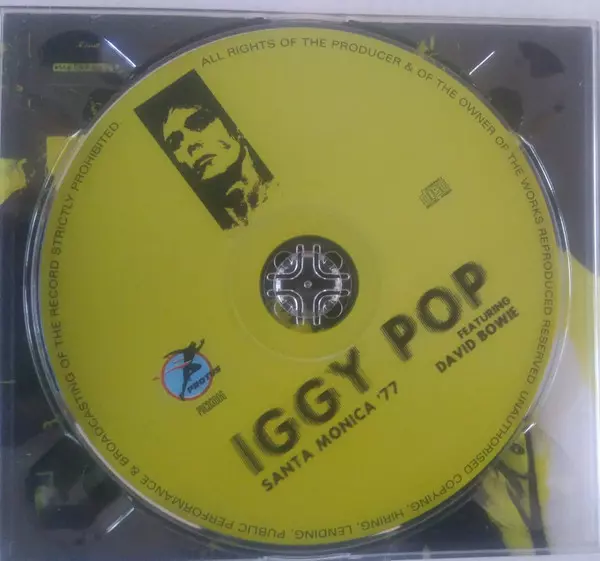 ALL RIGHTS OF THE PRODUCER & OF THE OWNER OF THE WORKS REPRODUCED RESERVED. UNAUTHORISED COPYING, HIRING, LENDING, PUBLIC PERFORMANCE & BROADCASTING OF THE RECORD STRICTLY PROHIBITED.
IGGY POP
SANTA MONICA '77
FEATURING
DAVID BOWIE
PROTUS